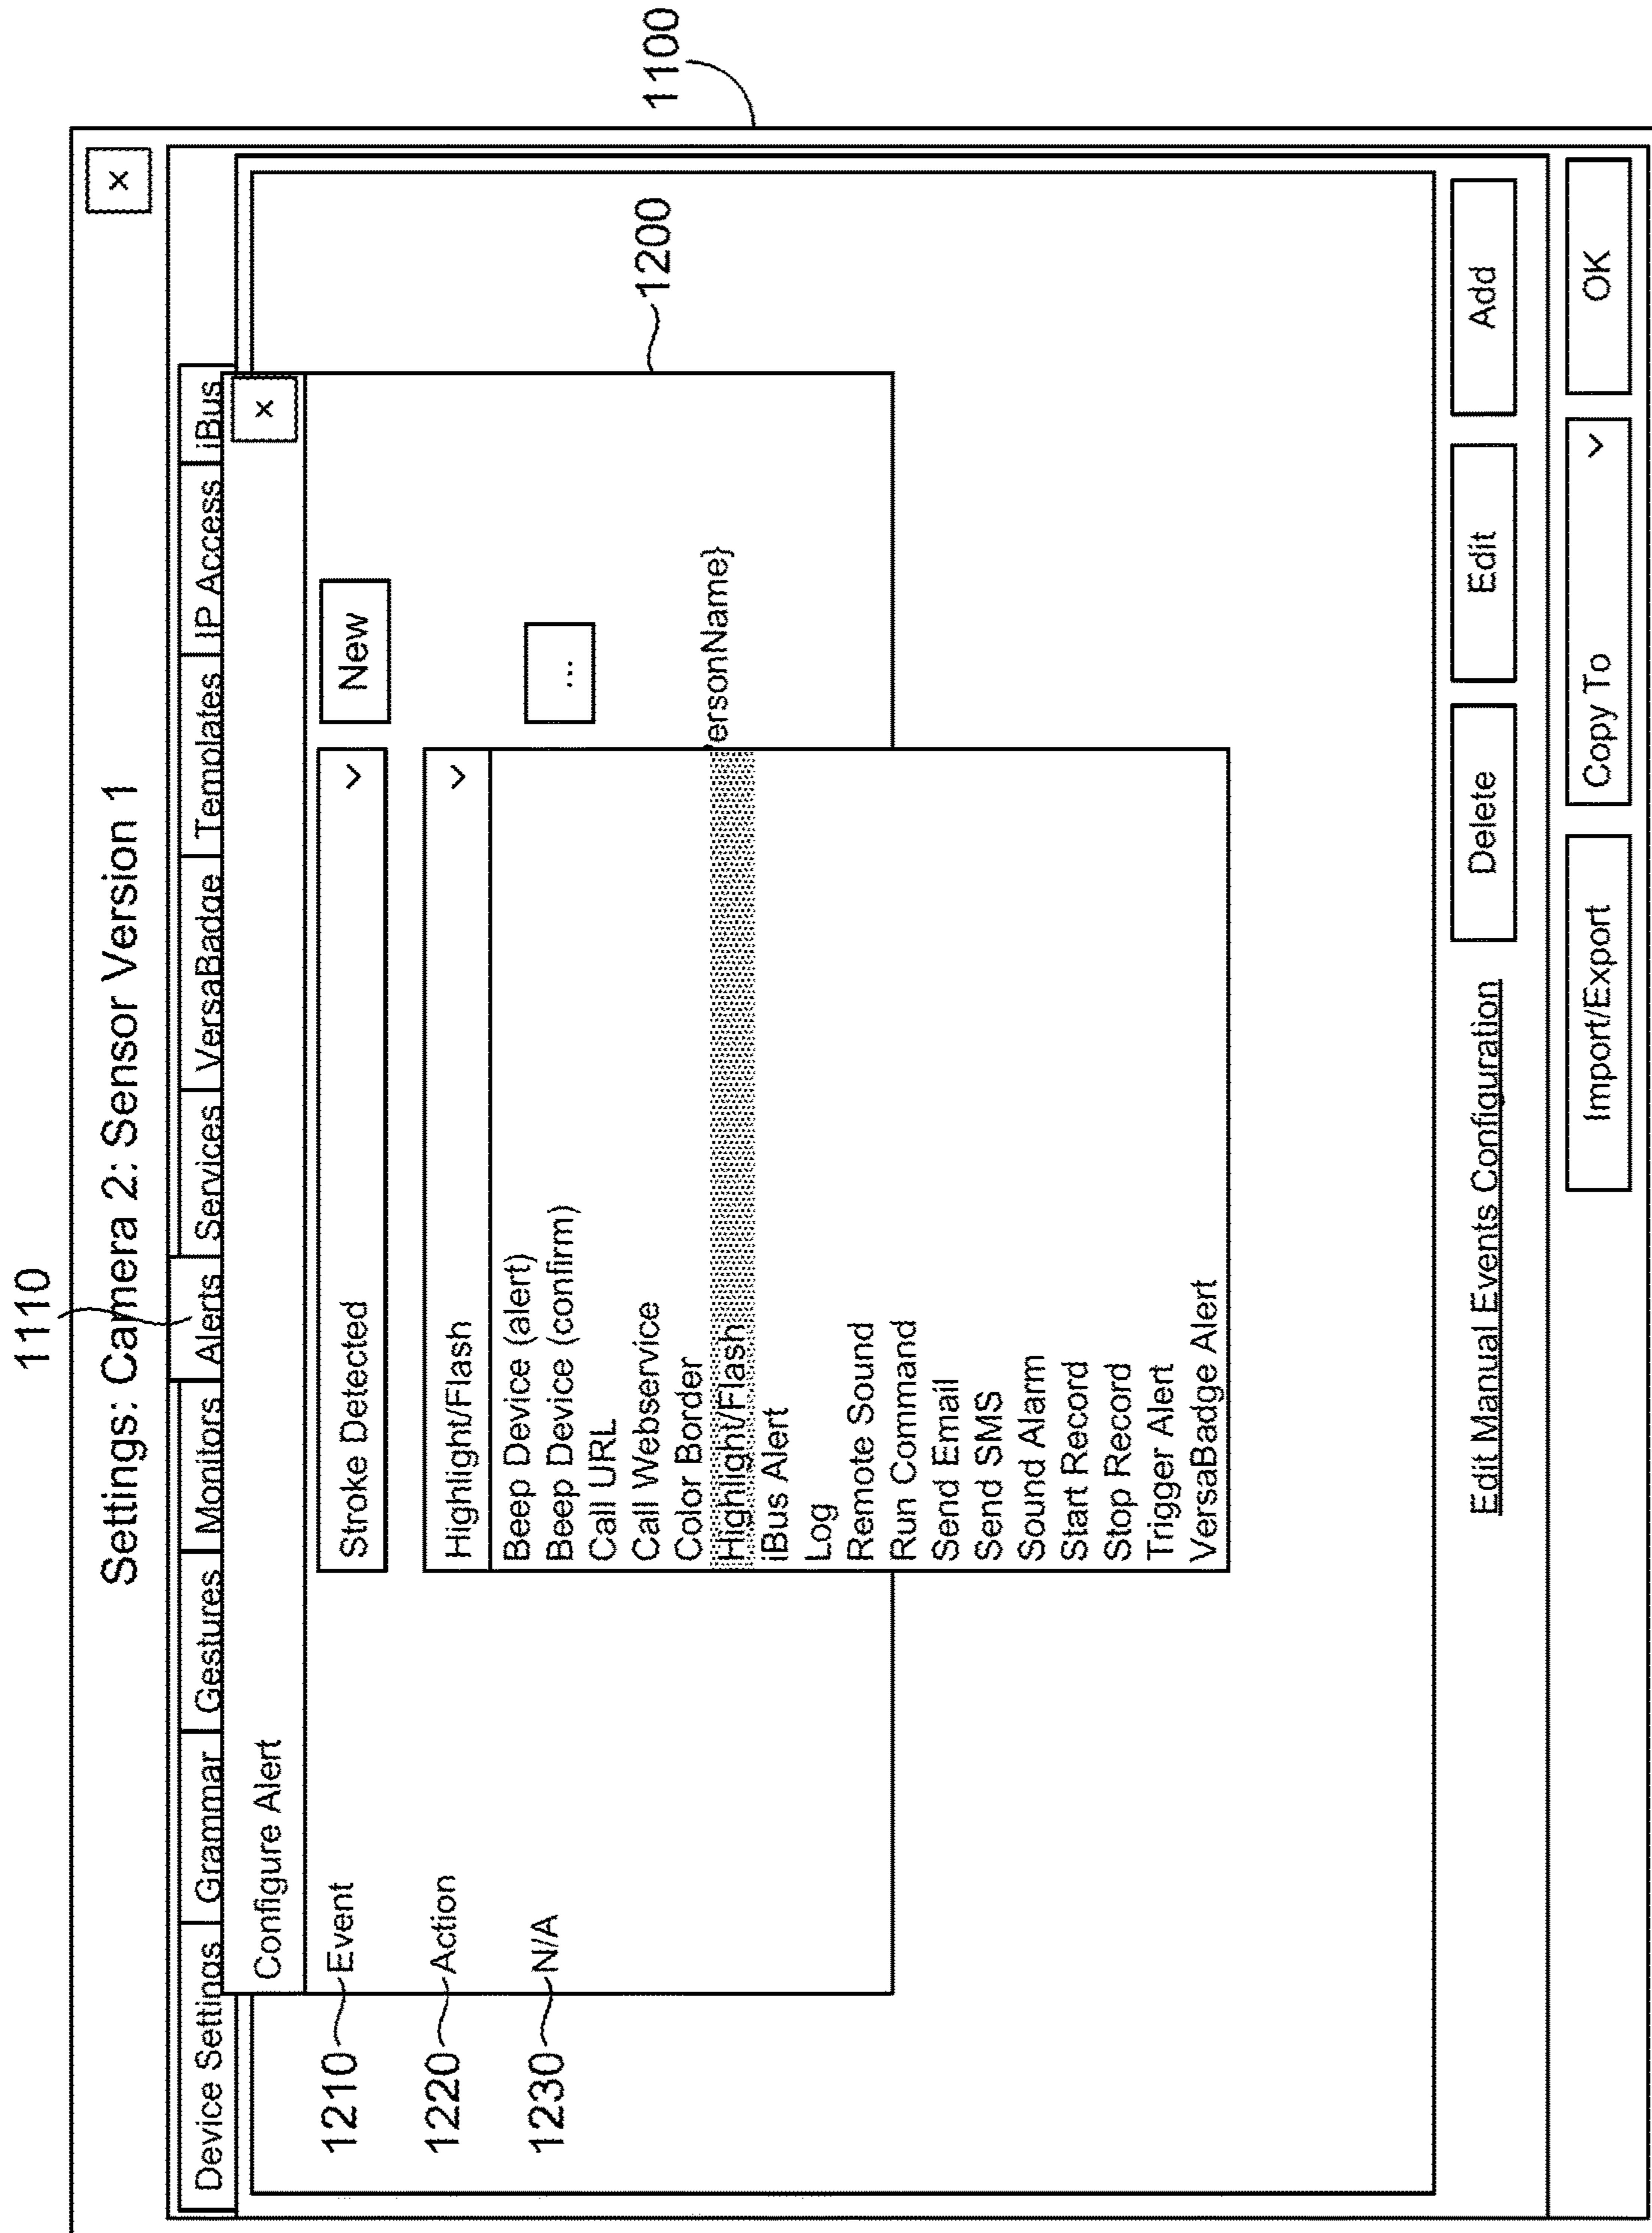 1110
Settings: Camera 2: Sensor Version 1
×
1100
Device Settings Grammar Gestures Monitors Alerts Services VersaBadge Templates IP Access iBus
Configure Alert ×
1200
1210 Event Stroke Detected New
1220 Action Highlight/Flash
1230 N/A ...
Beep Device (alert)
Beep Device (confirm)
Call URL
Call Webservice
Color Border
Highlight/Flash ersonName}
iBus Alert
Log
Remote Sound
Run Command
Send Email
Send SMS
Sound Alarm
Start Record
Stop Record
Trigger Alert
VersaBadge Alert
Edit Manual Events Configuration Delete Edit Add
Import/Export Copy To OK